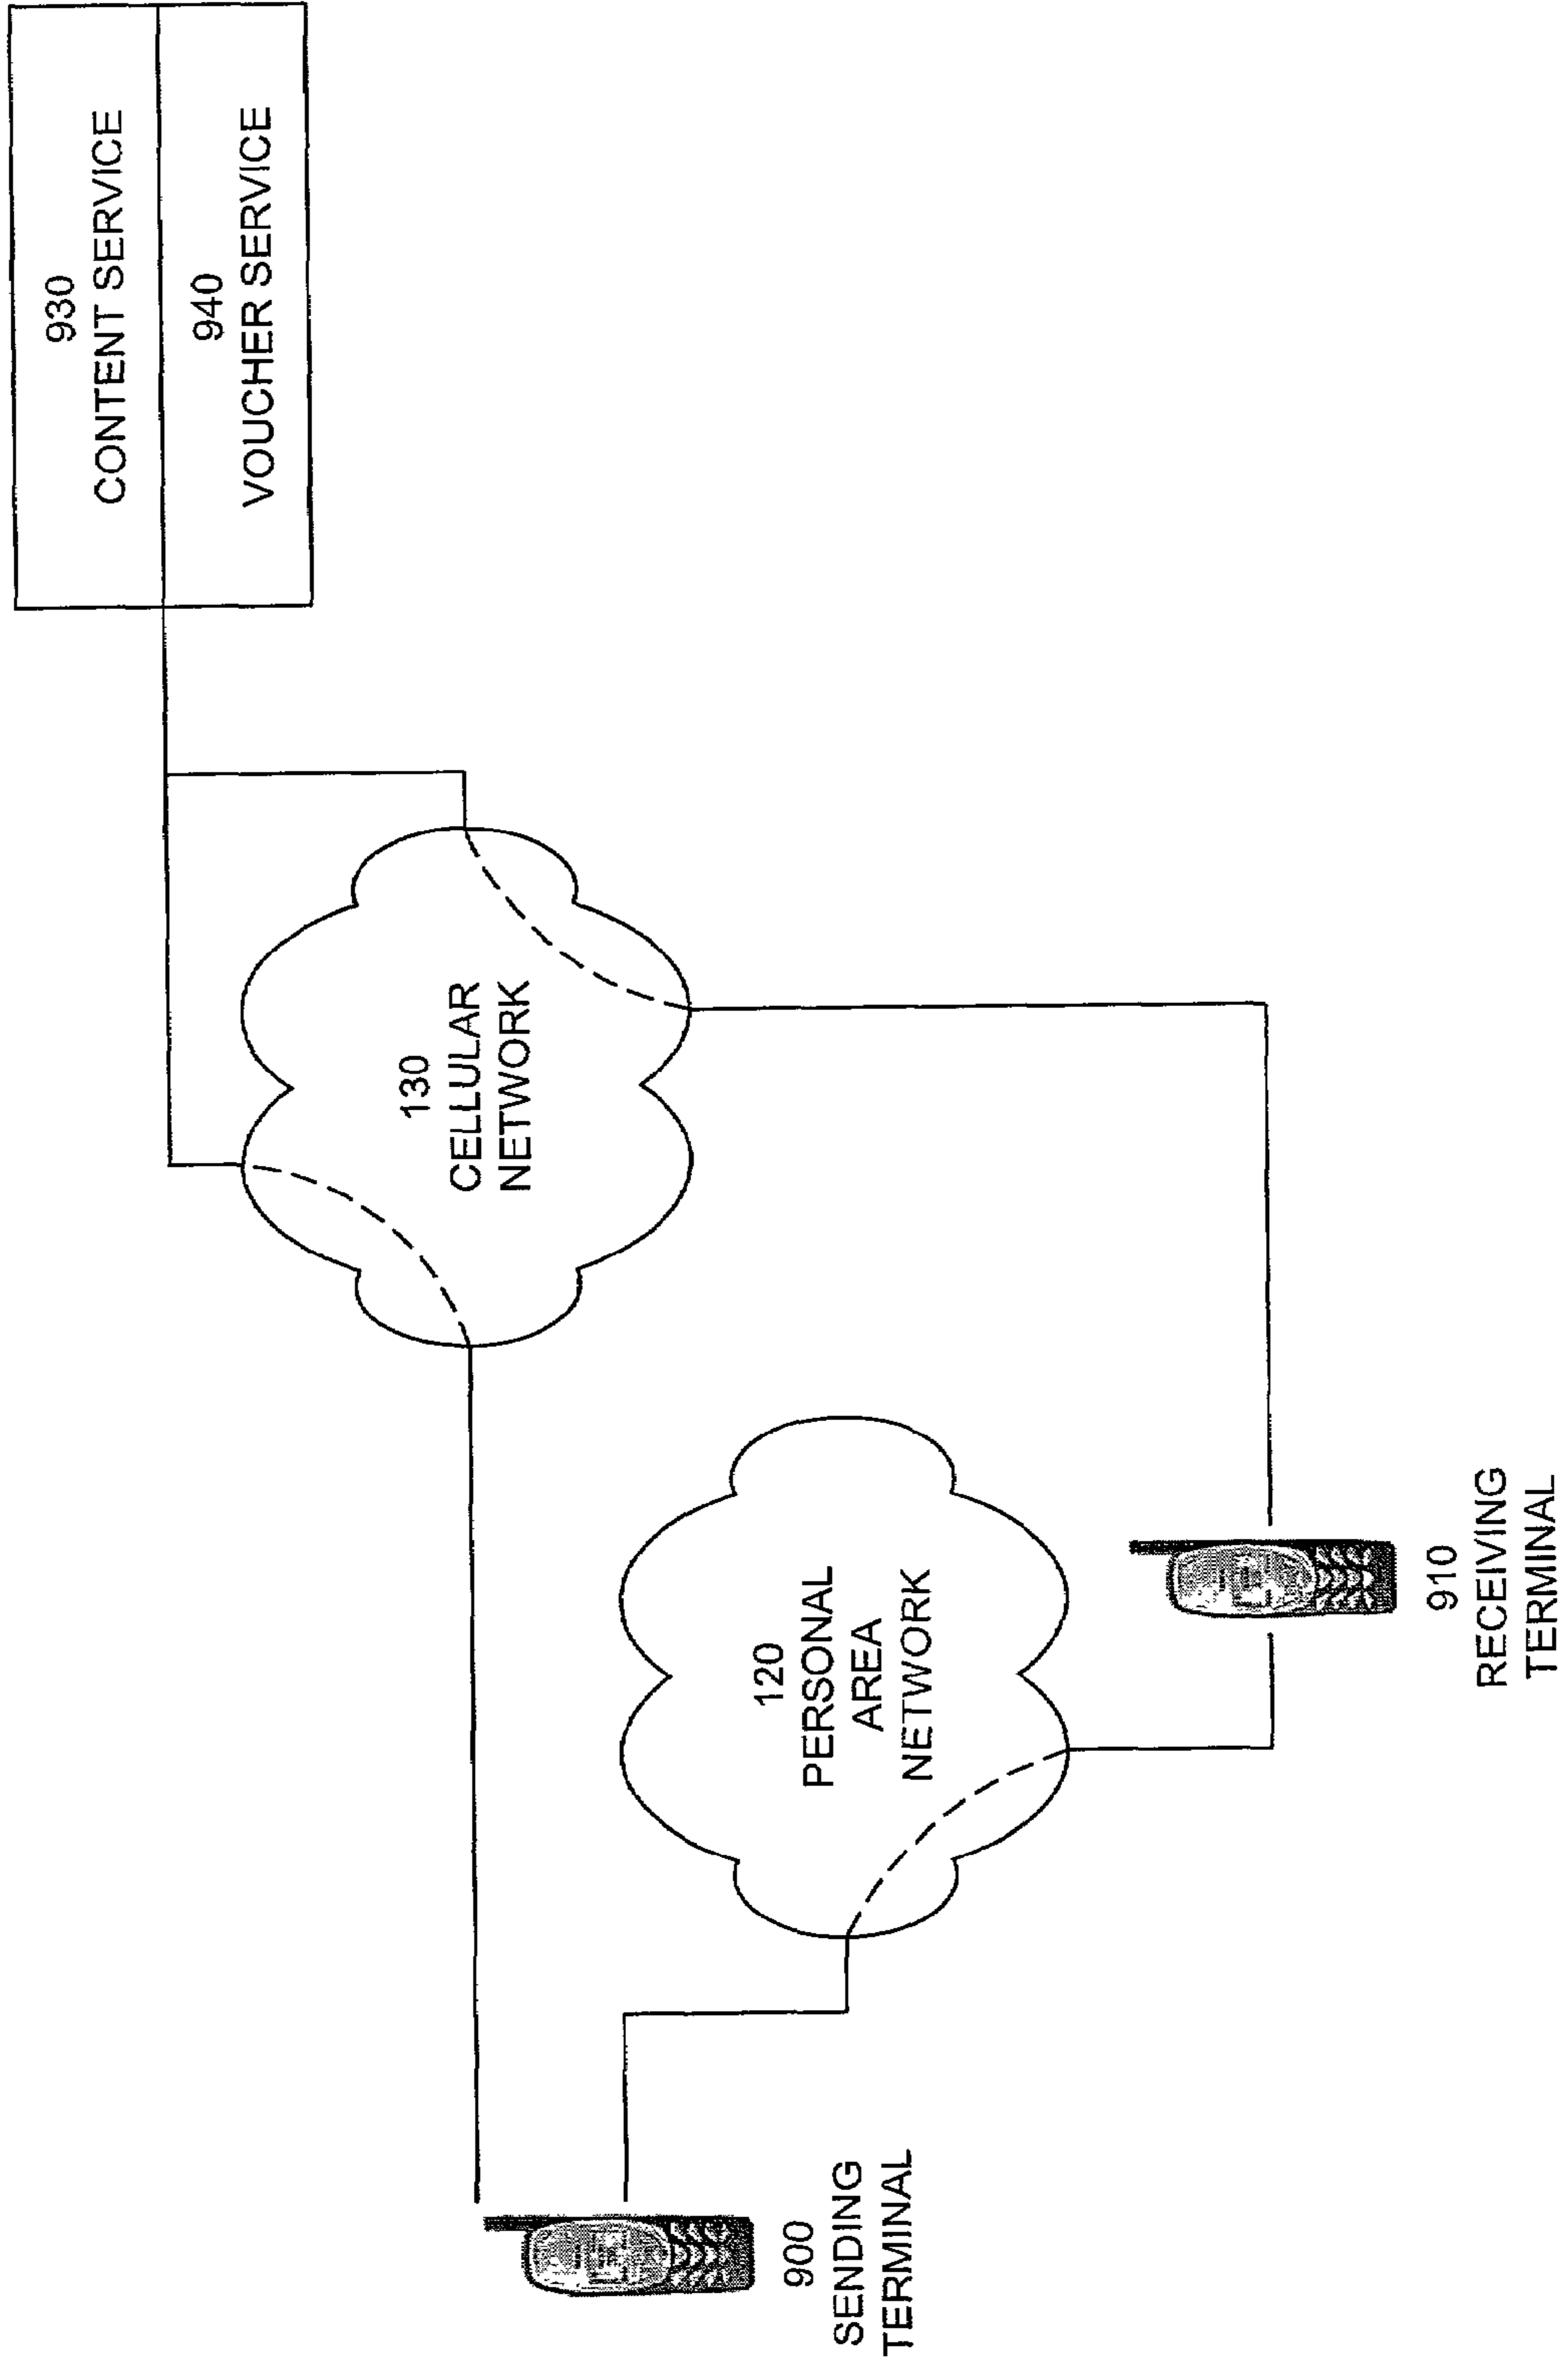 930
CONTENT SERVICE
940
VOUCHER SERVICE
130
CELLULAR
NETWORK
120
PERSONAL
AREA
NETWORK
900
SENDING
TERMINAL
910
RECEIVING
TERMINAL